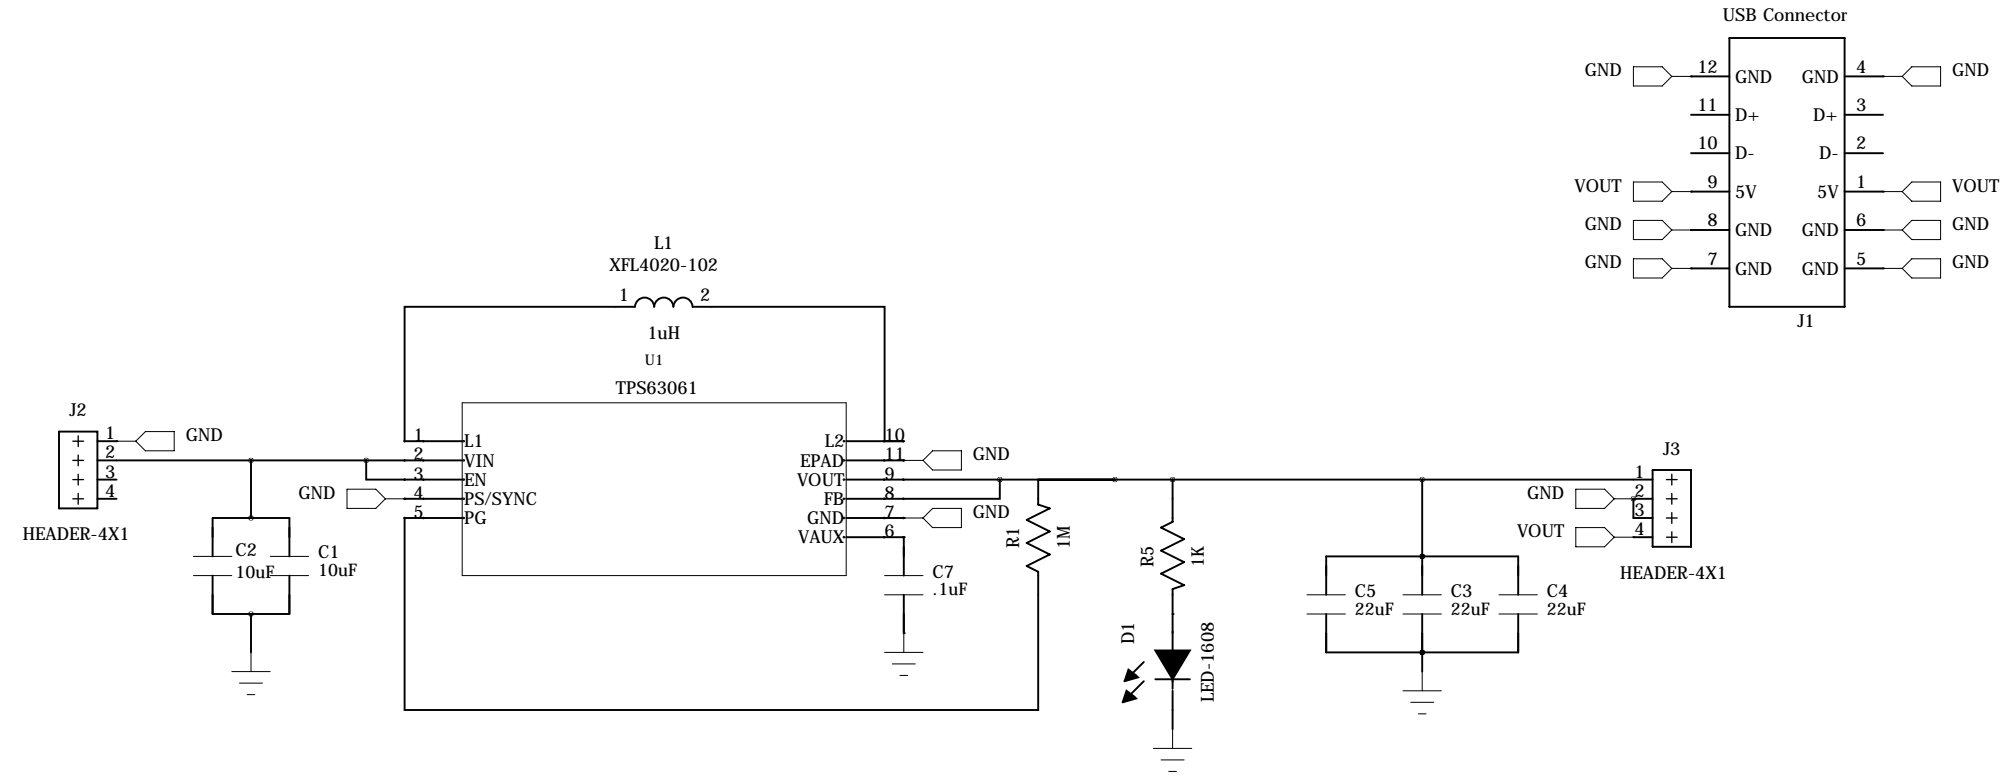 USB Connector
GND 12 GND GND 4 GND
11 D+ D+ 3
10 D- D- 2
VOUT 9 5V 5V 1 VOUT
GND 8 GND GND 6 GND
GND 7 GND GND 5 GND
J1
L1
XFL4020-102
1 2
1uH
U1
TPS63061
J2
1 GND
2
3
4
HEADER-4X1
1 L1 L2 10
2 VIN EPAD 11 GND
3 EN VOUT 9
GND 4 PS/SYNC FB 8
5 PG GND 7 GND
VAUX 6
C2
10uF
C1
10uF
C7
.1uF
R1
1M
R5
1K
D1
LED-1608
C5
22uF
C3
22uF
C4
22uF
J3
1
GND 2
3
VOUT 4
HEADER-4X1